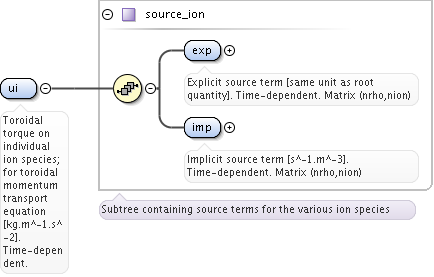 source_ion
exp
Explicit source term [same unit as root
quantity]. Time-dependent. Matrix (nrho,nion)
ui
Toroidal
torque on
individual
ion species;
for toroidal
momentum
transport
equation
[kg.m^-1.s^
-2].
Time-depen
dent.
imp
Implicit source term [s^-1.m^-3].
Time-dependent. Matrix (nrho,nion)
Subtree containing source terms for the various ion species